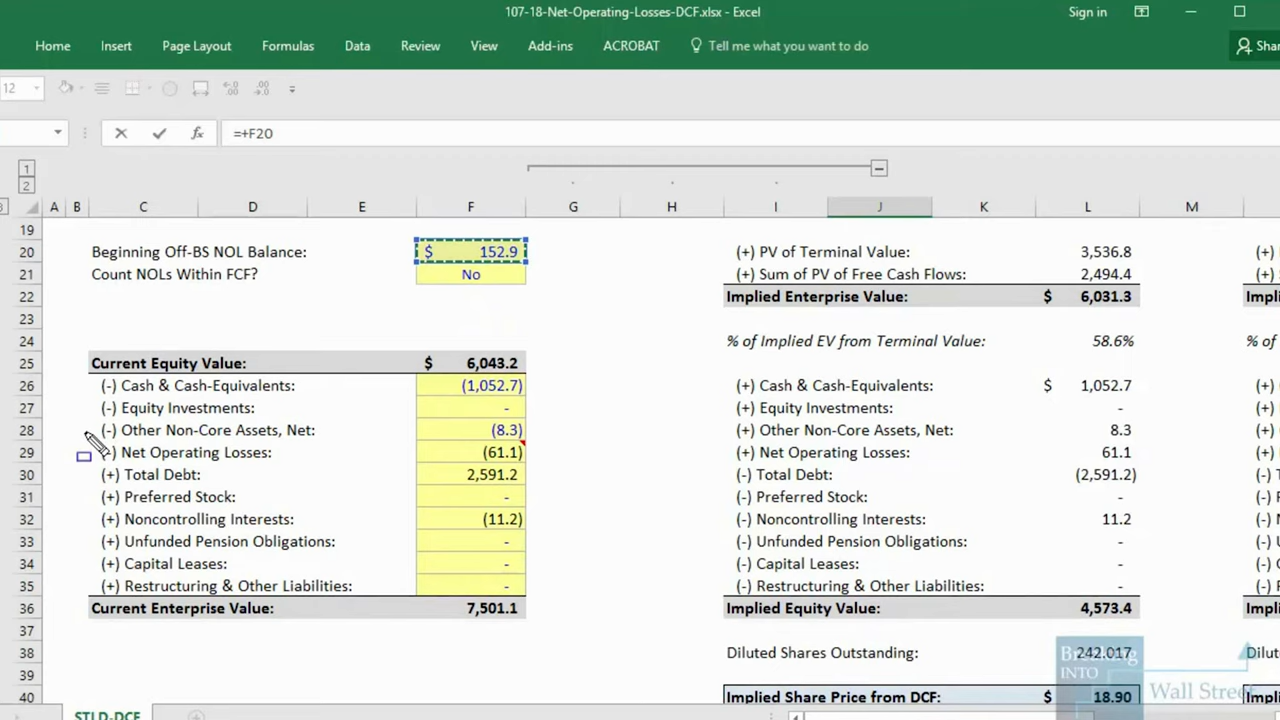 107-18-Net-Operating-Losses-DCF.xlsx - Excel
Sign in
Home Insert Page Layout Formulas Data Review View Add-ins ACROBAT Tell me what you want to do
12
=+F20
1
2
A B C D E F G H I J K L M
19
20 Beginning Off-BS NOL Balance: $ 152.9 (+) PV of Terminal Value: 3,536.8
21 Count NOLs Within FCF? No (+) Sum of PV of Free Cash Flows: 2,494.4
22 Implied Enterprise Value: $ 6,031.3
23
24 % of Implied EV from Terminal Value: 58.6% % of
25 Current Equity Value: $ 6,043.2
26 (-) Cash & Cash-Equivalents: (1,052.7) (+) Cash & Cash-Equivalents: $ 1,052.7
27 (-) Equity Investments: - (+) Equity Investments: -
28 (-) Other Non-Core Assets, Net: (8.3) (+) Other Non-Core Assets, Net: 8.3
29 Net Operating Losses: (61.1) (+) Net Operating Losses: 61.1
30 (+) Total Debt: 2,591.2 (-) Total Debt: (2,591.2)
31 (+) Preferred Stock: - (-) Preferred Stock: -
32 (+) Noncontrolling Interests: (11.2) (-) Noncontrolling Interests: 11.2
33 (+) Unfunded Pension Obligations: - (-) Unfunded Pension Obligations: -
34 (+) Capital Leases: - (-) Capital Leases: -
35 (+) Restructuring & Other Liabilities: - (-) Restructuring & Other Liabilities: -
36 Current Enterprise Value: 7,501.1 Implied Equity Value: 4,573.4
37
38 Diluted Shares Outstanding: 242.017
39
40 Implied Share Price from DCF: $ 18.90
Breaking
INTO
Wall Street
STLD-DCF